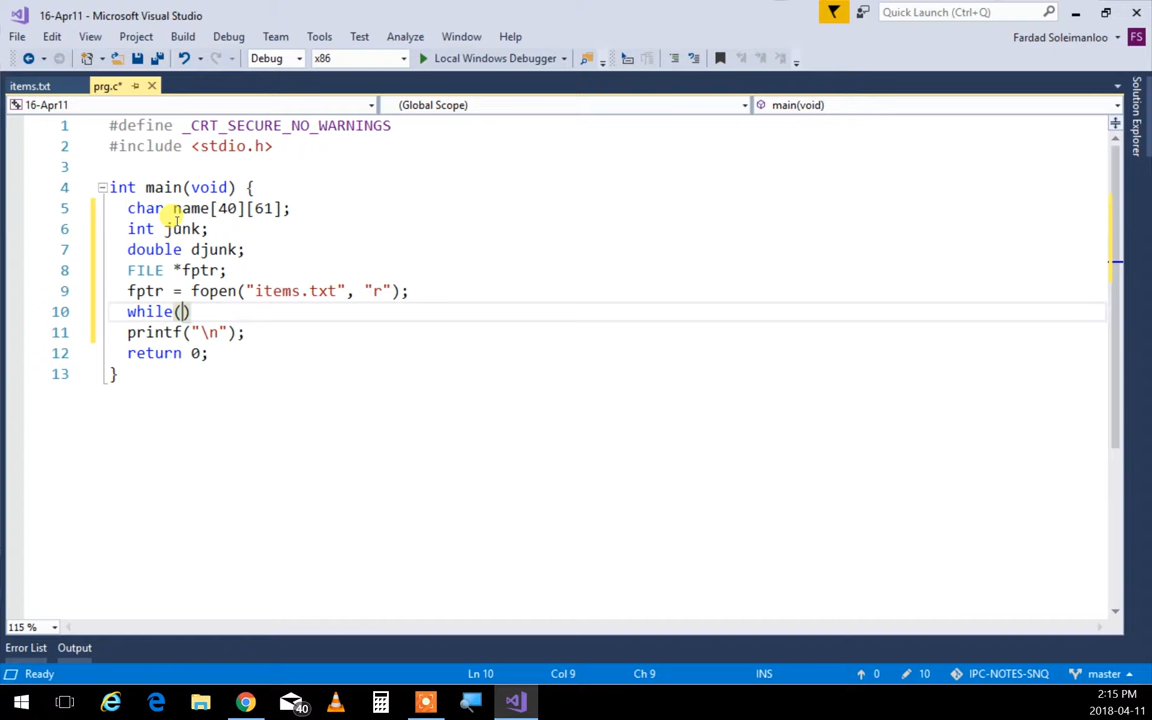 16-Apr11 - Microsoft Visual Studio
Quick Launch (Ctrl+Q)
File Edit View Project Build Debug Team Tools Test Analyze Window Help
Fardad Soleimanloo FS
Debug x86 Local Windows Debugger
items.txt prg.c*
16-Apr11 (Global Scope) main(void)
Solution Explorer
1 #define _CRT_SECURE_NO_WARNINGS
2 #include <stdio.h>
3
4 int main(void) {
5 char name[40][61];
6 int junk;
7 double djunk;
8 FILE *fptr;
9 fptr = fopen("items.txt", "r");
10 while()
11 printf("\n");
12 return 0;
13 }
115 %
Error List Output
Ready Ln 10 Col 9 Ch 9 INS 0 10 IPC-NOTES-SNQ master
40
2:15 PM
2018-04-11